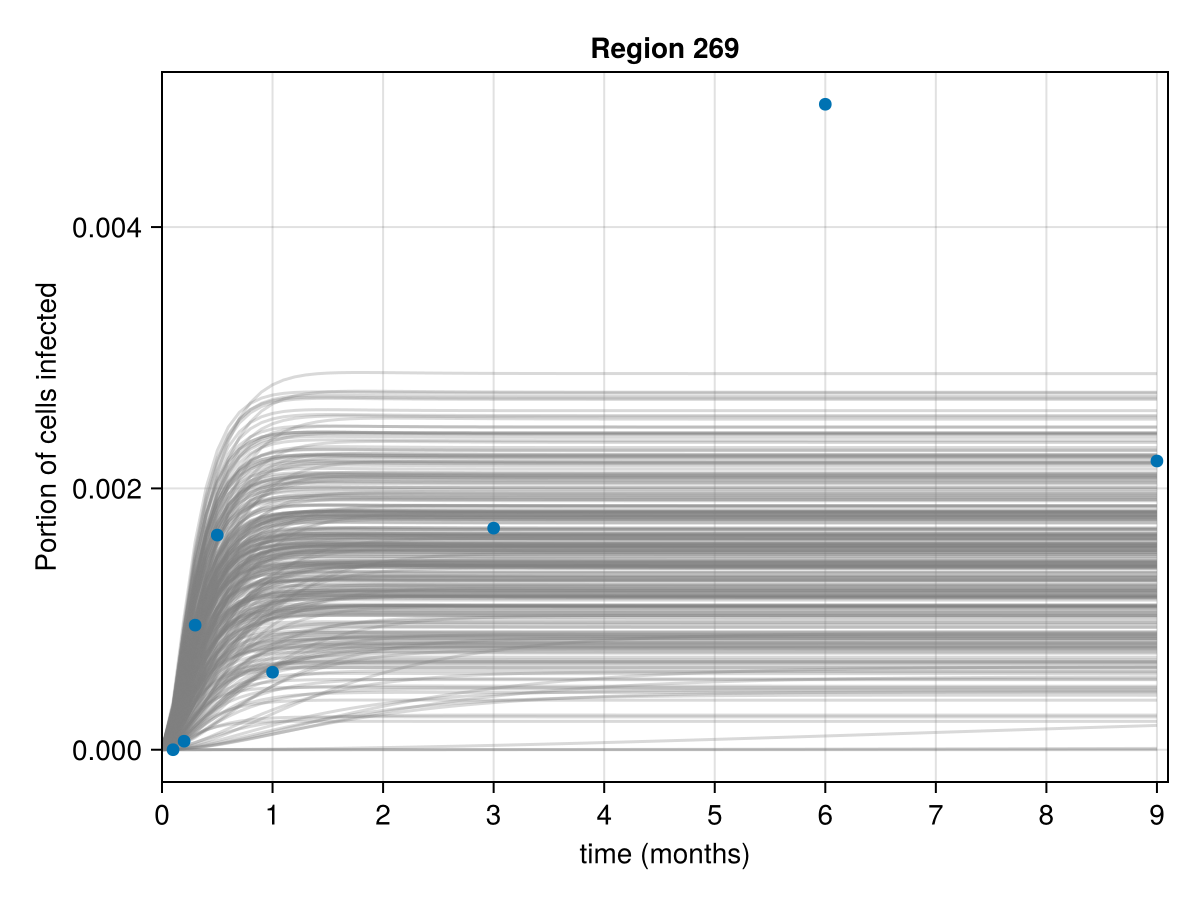 Region 269
Portion of cells infected
0.004
0.002
0.000
0 1 2 3 4 5 6 7 8 9
time (months)